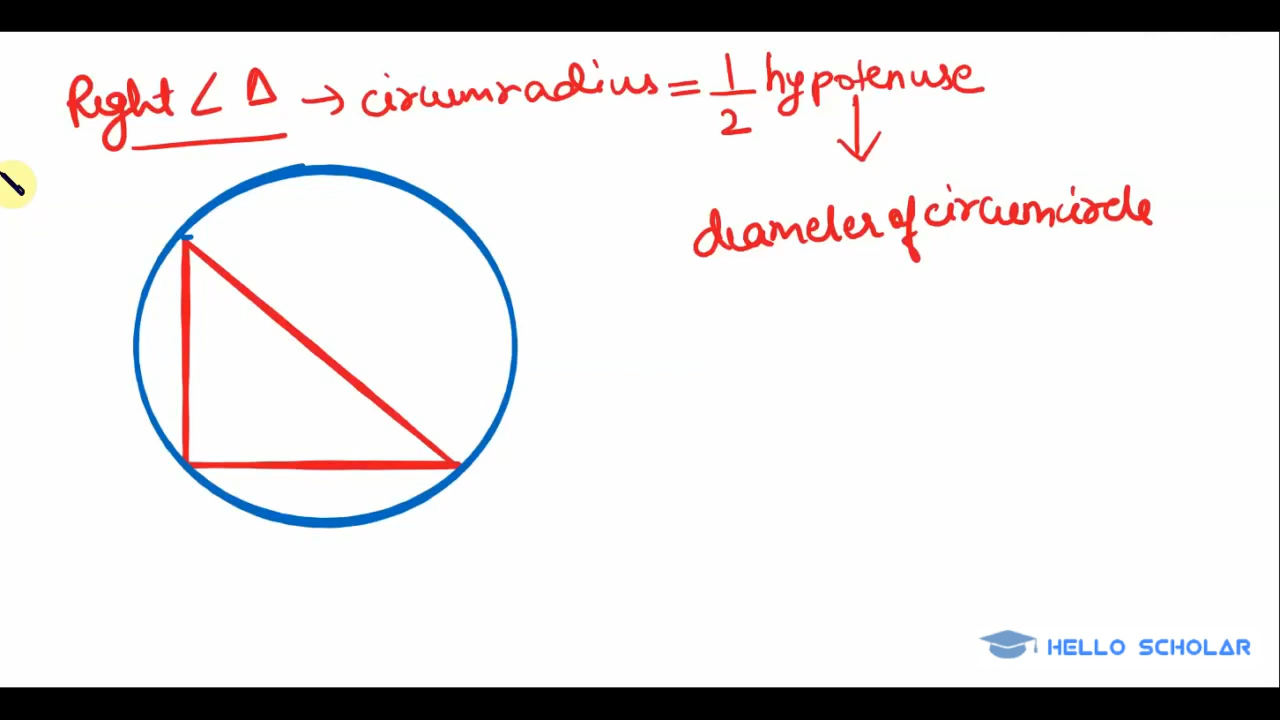 Right ∠ Δ → circumradius = 1/2 hypotenuse
↓
diameter of circumcircle
HELLO SCHOLAR